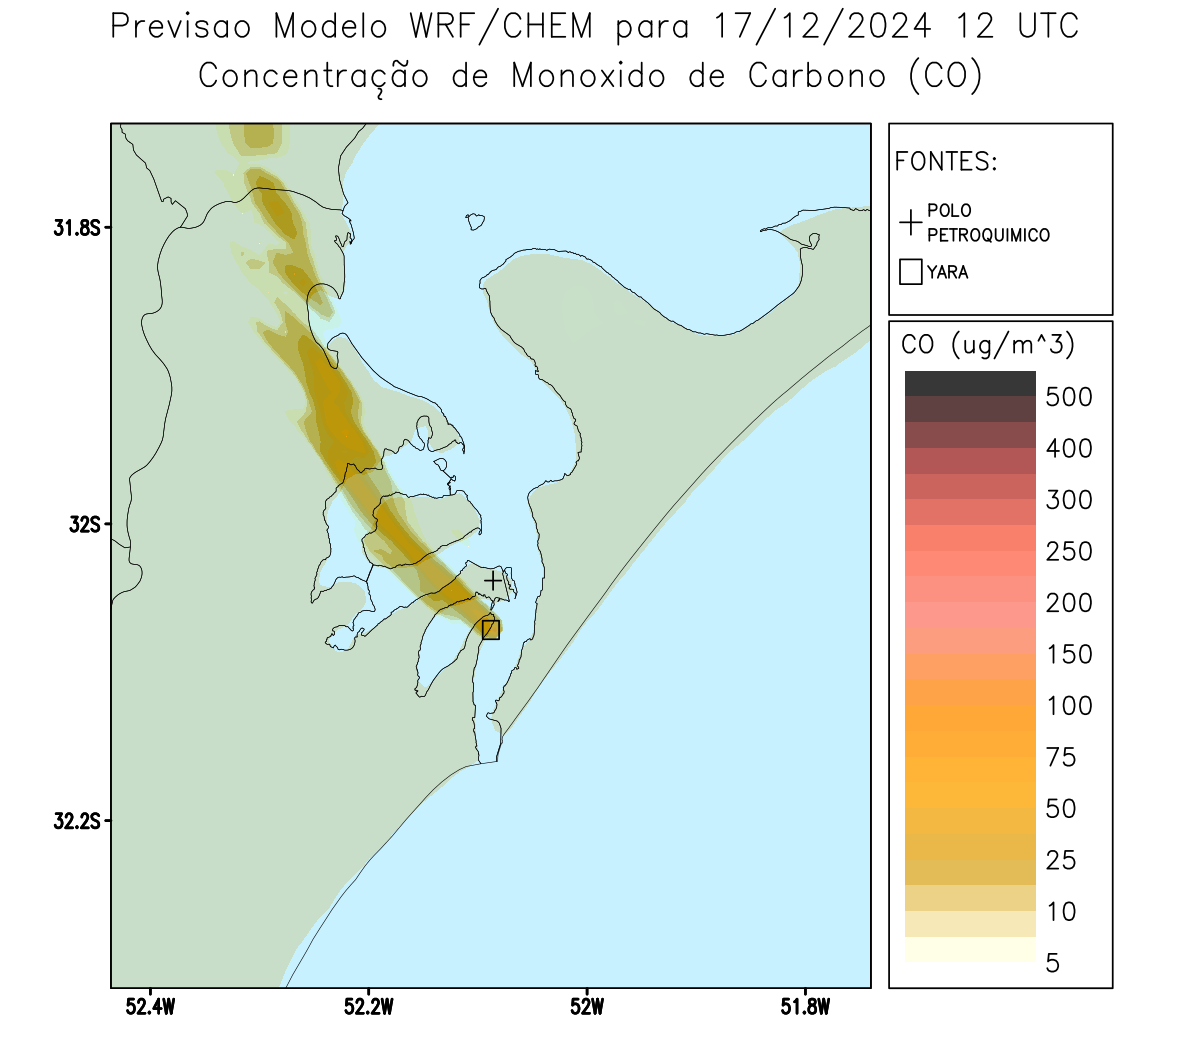 Previsao Modelo WRF/CHEM para 17/12/2024 12 UTC
Concentração de Monoxido de Carbono (CO)
FONTES:
POLO
PETROQUIMICO
YARA
CO (ug/m^3)
500
400
300
250
200
150
100
75
50
25
10
5
31.8S
32S
32.2S
52.4W
52.2W
52W
51.8W